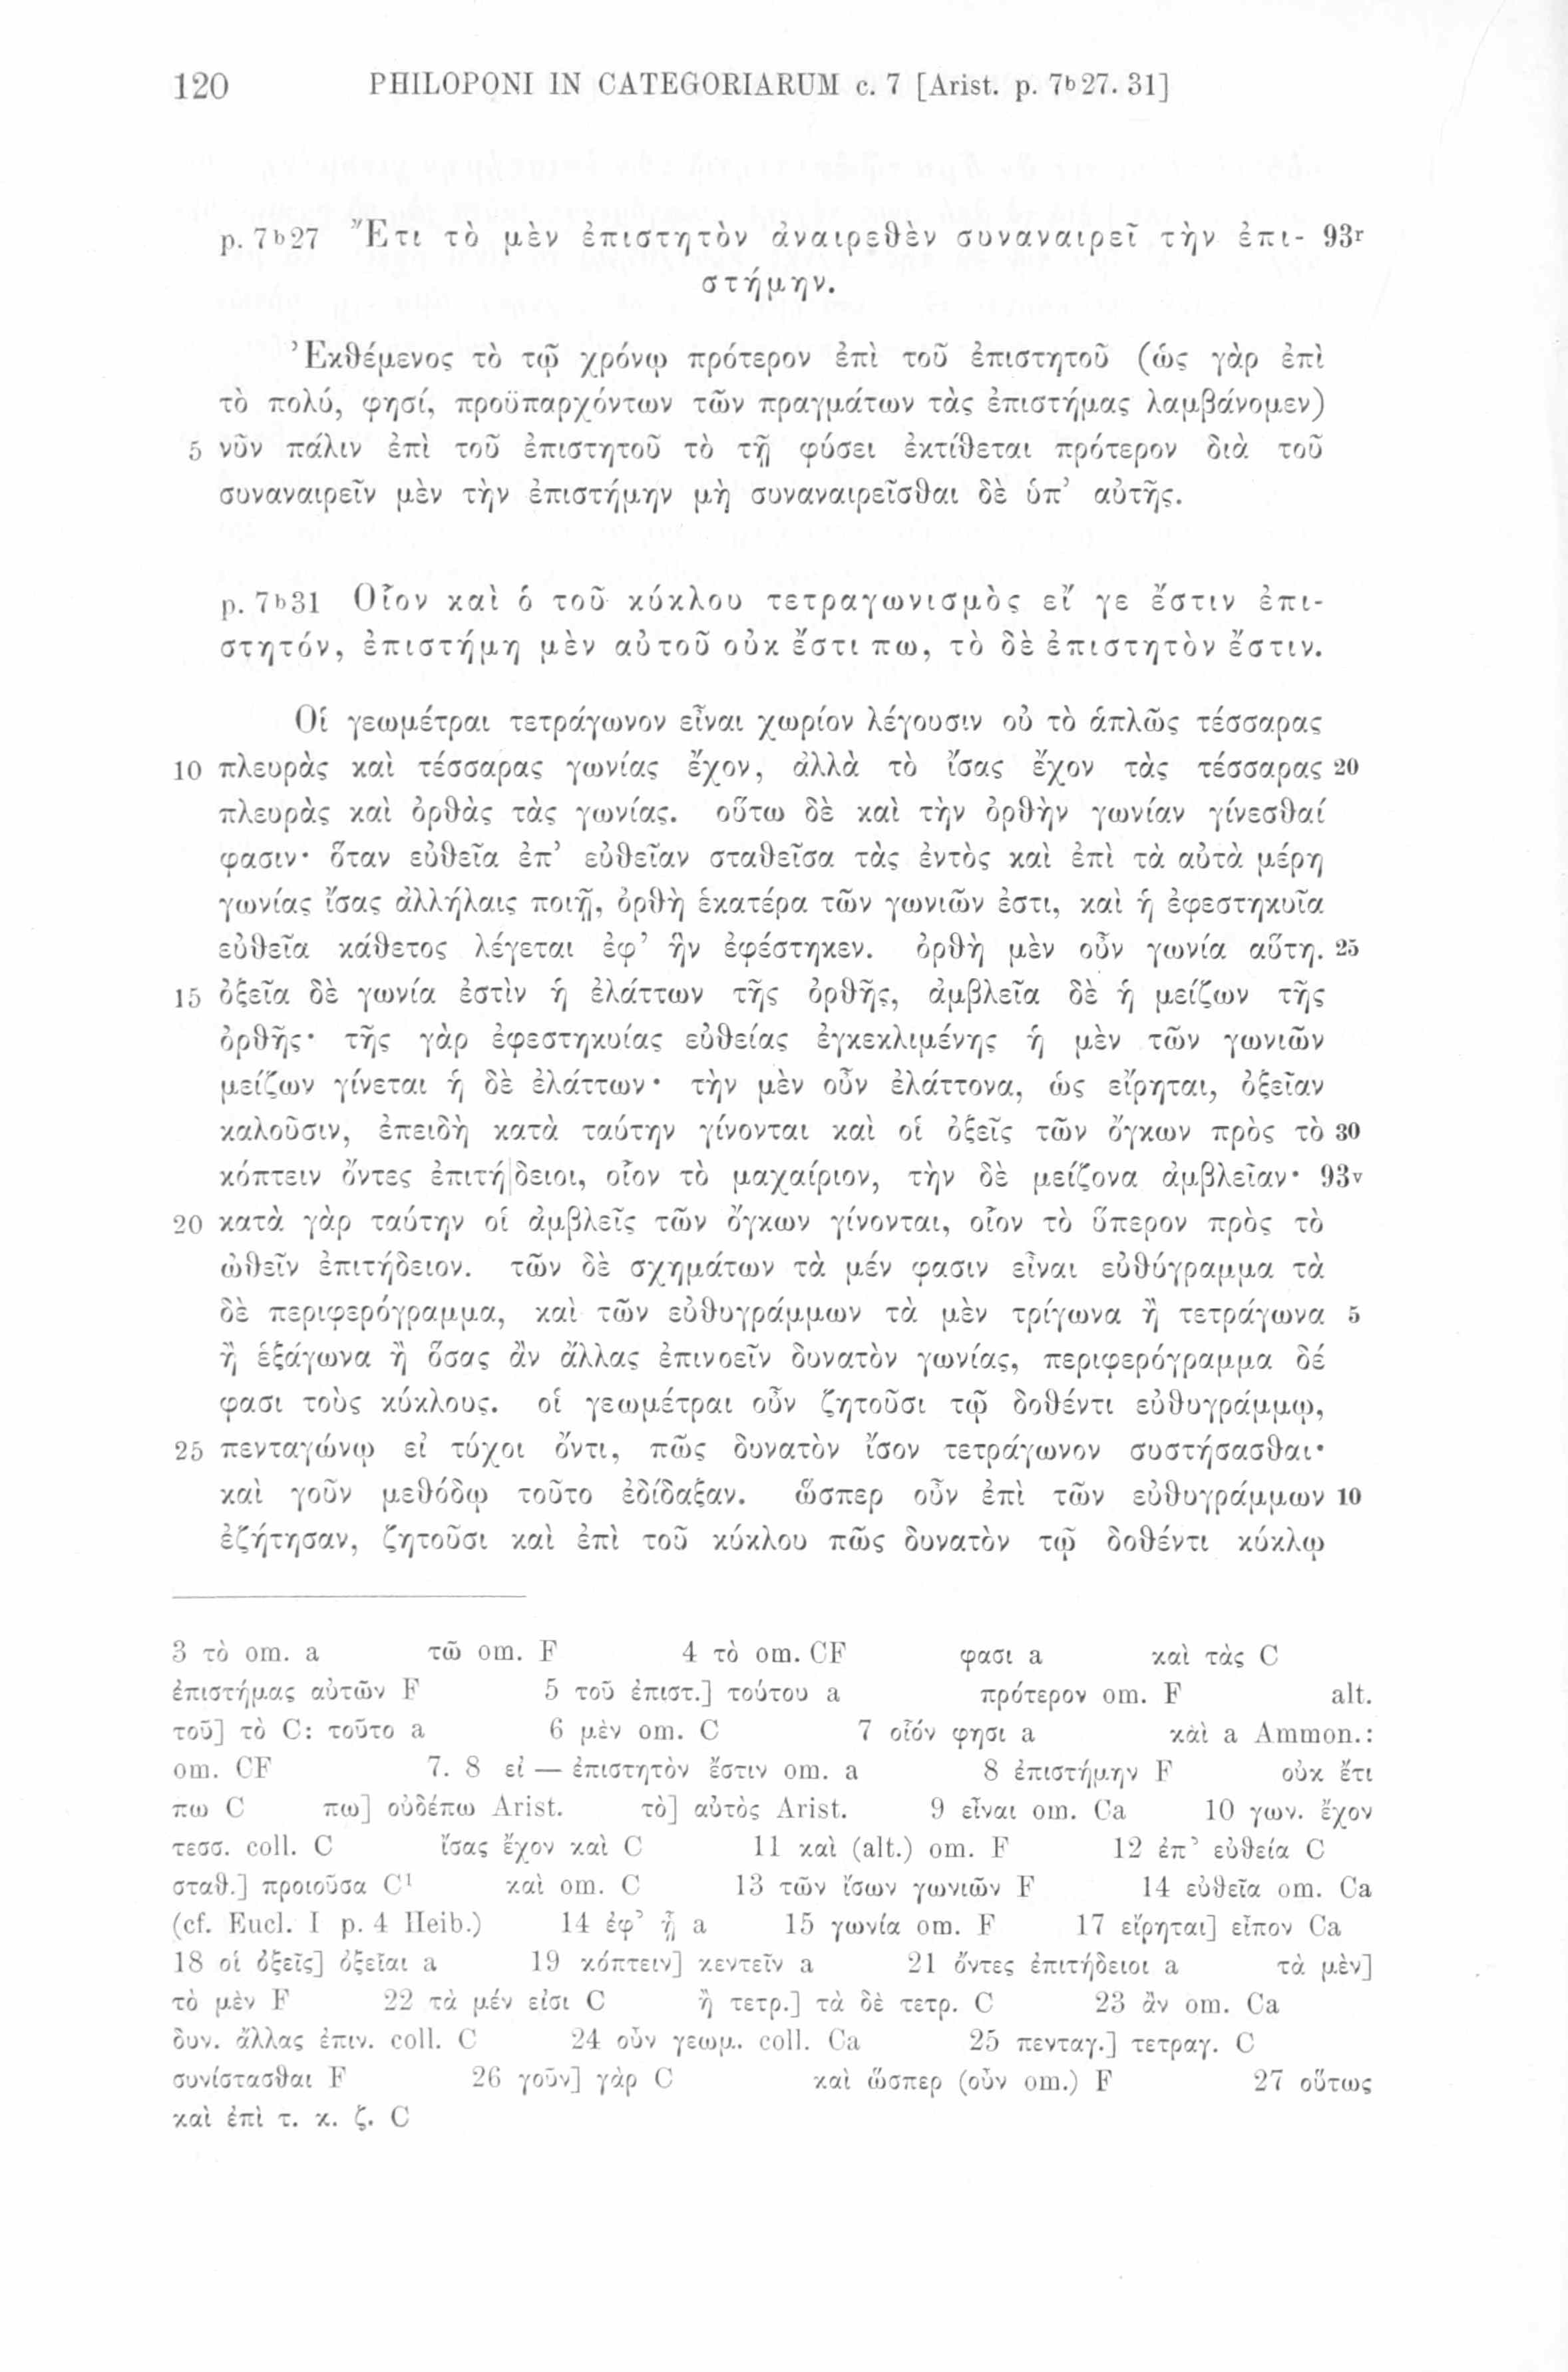 120 PHILOPONI IN CATEGORIARUM c. 7 [Arist. p. 7ᵇ27. 31]
p. 7ᵇ27 Ἔτι τὸ μὲν ἐπιστητὸν ἀναιρεθὲν συναναιρεῖ τὴν ἐπι- 93ʳ
στήμην.
Ἐκθέμενος τὸ τῷ χρόνῳ πρότερον ἐπὶ τοῦ ἐπιστητοῦ (ὡς γὰρ ἐπὶ
τὸ πολύ, φησί, προϋπαρχόντων τῶν πραγμάτων τὰς ἐπιστήμας λαμβάνομεν)
5 νῦν πάλιν ἐπὶ τοῦ ἐπιστητοῦ τὸ τῇ φύσει ἐκτίθεται πρότερον διὰ τοῦ
συναναιρεῖν μὲν τὴν ἐπιστήμην μὴ συναναιρεῖσθαι δὲ ὑπ’ αὐτῆς.
p. 7ᵇ31 Οἷον καὶ ὁ τοῦ κύκλου τετραγωνισμὸς εἴ γε ἔστιν ἐπι-
στητόν, ἐπιστήμη μὲν αὐτοῦ οὐκ ἔστι πω, τὸ δὲ ἐπιστητὸν ἔστιν.
Οἱ γεωμέτραι τετράγωνον εἶναι χωρίον λέγουσιν οὐ τὸ ἁπλῶς τέσσαρας
10 πλευρὰς καὶ τέσσαρας γωνίας ἔχον, ἀλλὰ τὸ ἴσας ἔχον τὰς τέσσαρας 20
πλευρὰς καὶ ὀρθὰς τὰς γωνίας. οὕτω δὲ καὶ τὴν ὀρθὴν γωνίαν γίνεσθαί
φασιν· ὅταν εὐθεῖα ἐπ’ εὐθεῖαν σταθεῖσα τὰς ἐντὸς καὶ ἐπὶ τὰ αὐτὰ μέρη
γωνίας ἴσας ἀλλήλαις ποιῇ, ὀρθὴ ἑκατέρα τῶν γωνιῶν ἐστι, καὶ ἡ ἐφεστηκυῖα
εὐθεῖα κάθετος λέγεται ἐφ’ ἣν ἐφέστηκεν. ὀρθὴ μὲν οὖν γωνία αὕτη. 25
15 ὀξεῖα δὲ γωνία ἐστὶν ἡ ἐλάττων τῆς ὀρθῆς, ἀμβλεῖα δὲ ἡ μείζων τῆς
ὀρθῆς· τῆς γὰρ ἐφεστηκυίας εὐθείας ἐγκεκλιμένης ἡ μὲν τῶν γωνιῶν
μείζων γίνεται ἡ δὲ ἐλάττων· τὴν μὲν οὖν ἐλάττονα, ὡς εἴρηται, ὀξεῖαν
καλοῦσιν, ἐπειδὴ κατὰ ταύτην γίνονται καὶ οἱ ὀξεῖς τῶν ὄγκων πρὸς τὸ 30
κόπτειν ὄντες ἐπιτή|δειοι, οἷον τὸ μαχαίριον, τὴν δὲ μείζονα ἀμβλεῖαν· 93ᵛ
20 κατὰ γὰρ ταύτην οἱ ἀμβλεῖς τῶν ὄγκων γίνονται, οἷον τὸ ὕπερον πρὸς τὸ
ὠθεῖν ἐπιτήδειον. τῶν δὲ σχημάτων τὰ μέν φασιν εἶναι εὐθύγραμμα τὰ
δὲ περιφερόγραμμα, καὶ τῶν εὐθυγράμμων τὰ μὲν τρίγωνα ἢ τετράγωνα 5
ἢ ἑξάγωνα ἢ ὅσας ἂν ἄλλας ἐπινοεῖν δυνατὸν γωνίας, περιφερόγραμμα δέ
φασι τοὺς κύκλους. οἱ γεωμέτραι οὖν ζητοῦσι τῷ δοθέντι εὐθυγράμμῳ,
25 πενταγώνῳ εἰ τύχοι ὄντι, πῶς δυνατὸν ἴσον τετράγωνον συστήσασθαι·
καὶ γοῦν μεθόδῳ τοῦτο ἐδίδαξαν. ὥσπερ οὖν ἐπὶ τῶν εὐθυγράμμων 10
ἐζήτησαν, ζητοῦσι καὶ ἐπὶ τοῦ κύκλου πῶς δυνατὸν τῷ δοθέντι κύκλῳ
3 τὸ om. a τῶ om. F 4 τὸ om. CF φασι a καὶ τὰς C
ἐπιστήμας αὐτῶν F 5 τοῦ ἐπιστ.] τούτου a πρότερον om. F alt.
τοῦ] τὸ C: τοῦτο a 6 μὲν om. C 7 οἷόν φησι a καὶ a Ammon.:
om. CF 7. 8 εἰ — ἐπιστητὸν ἔστιν om. a 8 ἐπιστήμην F οὐκ ἔτι
πω C πω] οὐδέπω Arist. τὸ] αὐτὸς Arist. 9 εἶναι om. Ca 10 γων. ἔχον
τεσσ. coll. C ἴσας ἔχον καὶ C 11 καὶ (alt.) om. F 12 ἐπ’ εὐθεία C
σταθ.] προιοῦσα C¹ καὶ om. C 13 τῶν ἴσων γωνιῶν F 14 εὐθεῖα om. Ca
(cf. Eucl. I p. 4 Heib.) 14 ἐφ’ ᾗ a 15 γωνία om. F 17 εἴρηται] εἶπον Ca
18 οἱ ὀξεῖς] ὀξεῖαι a 19 κόπτειν] κεντεῖν a 21 ὄντες ἐπιτήδειοι a τὰ μὲν]
τὸ μὲν F 22 τὰ μέν εἰσι C ἢ τετρ.] τὰ δὲ τετρ. C 23 ἂν om. Ca
δυν. ἄλλας ἐπιν. coll. C 24 οὖν γεωμ. coll. Ca 25 πενταγ.] τετραγ. C
συνίστασθαι F 26 γοῦν] γὰρ C καὶ ὥσπερ (οὖν om.) F 27 οὕτως
καὶ ἐπὶ τ. κ. ζ. C